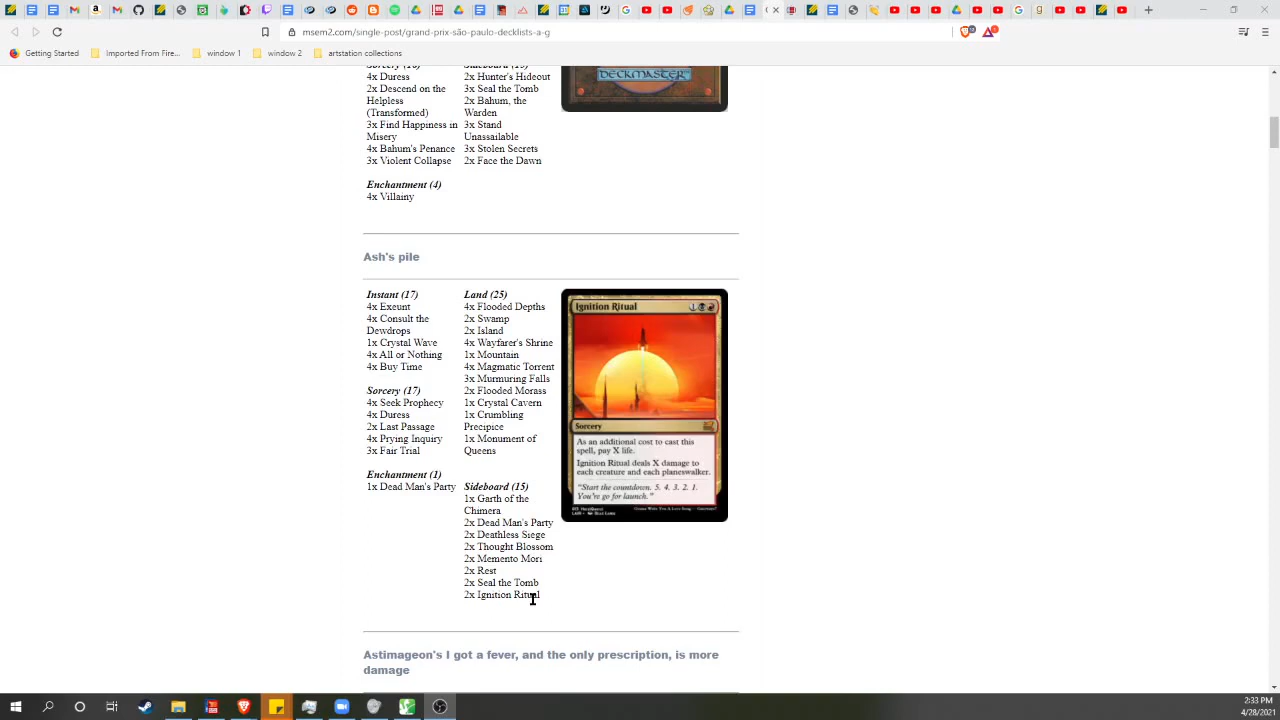 msem2.com/single-post/grand-prix-são-paulo-decklists-a-g
Getting Started
Imported From Fire...
window 1
window 2
artstation collections
4x Duress
2x Descend on the
Helpless
(Transformed)
3x Find Happiness in
Misery
4x Bahum's Penance
3x Violent Collapse
Enchantment (4)
4x Villainy
2x Hunter's Hideout
3x Seal the Tomb
2x Bahum, the
Warden
3x Stand
Unassailable
3x Stolen Secrets
2x Face the Dawn
DECKMASTER
Ash's pile
Instant (17)
4x Exeunt
4x Consult the
Dewdrops
1x Crystal Wave
4x All or Nothing
4x Buy Time
Sorcery (17)
4x Seek Prophecy
4x Duress
2x Last Passage
4x Prying Inquiry
3x Fair Trial
Enchantment (1)
1x Dead Man's Party
Land (25)
4x Flooded Depths
2x Swamp
2x Island
4x Wayfarer's Shrine
1x Mountain
4x Magmatic Torrent
3x Murmuring Falls
2x Flooded Morass
1x Crystal Cavern
1x Crumbling
Precipice
1x Monument of
Queens
Sideboard (15)
1x Garth of the
Chimera
2x Dead Man's Party
2x Deathless Siege
2x Thought Blossom
2x Memento Mori
2x Rest
2x Seal the Tomb
2x Ignition Ritual
Ignition Ritual
1
Sorcery
As an additional cost to cast this
spell, pay X life.
Ignition Ritual deals X damage to
each creature and each planeswalker.
"Start the countdown. 5. 4. 3. 2. 1.
You're go for launch."
Astimageon's I got a fever, and the only prescription, is more
damage
2:33 PM
4/28/2021